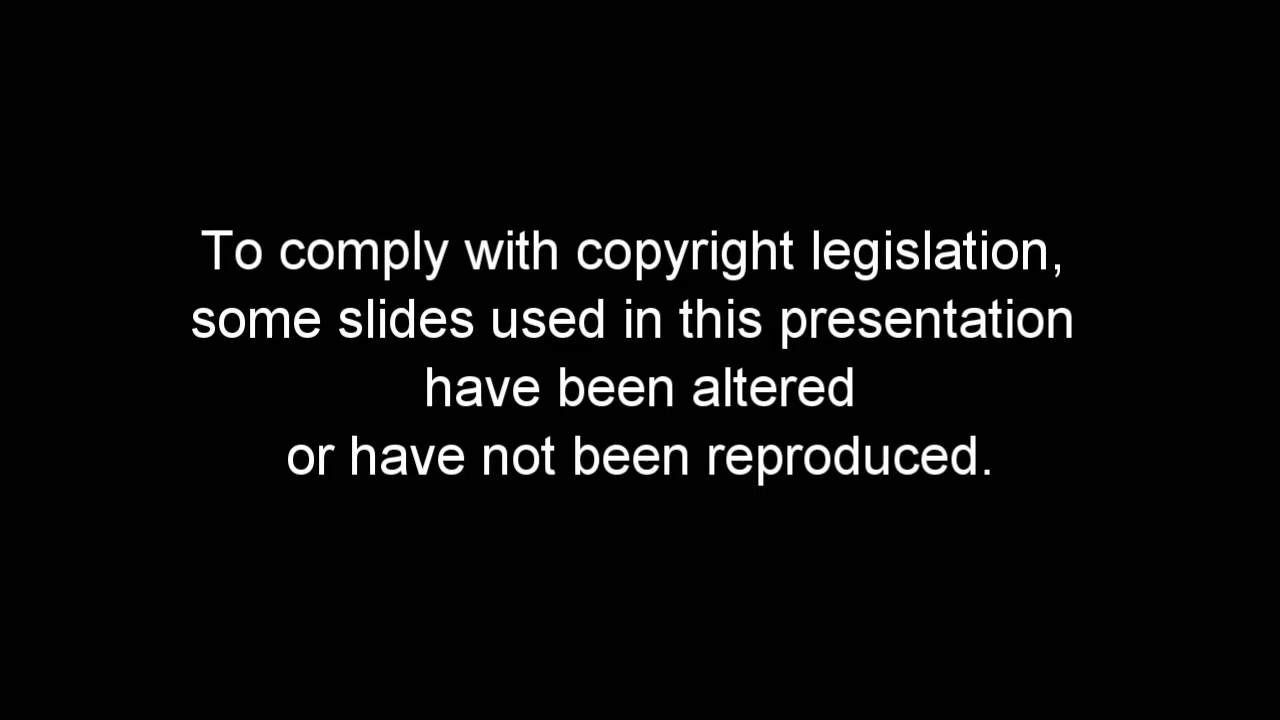 To comply with copyright legislation,
some slides used in this presentation
have been altered
or have not been reproduced.